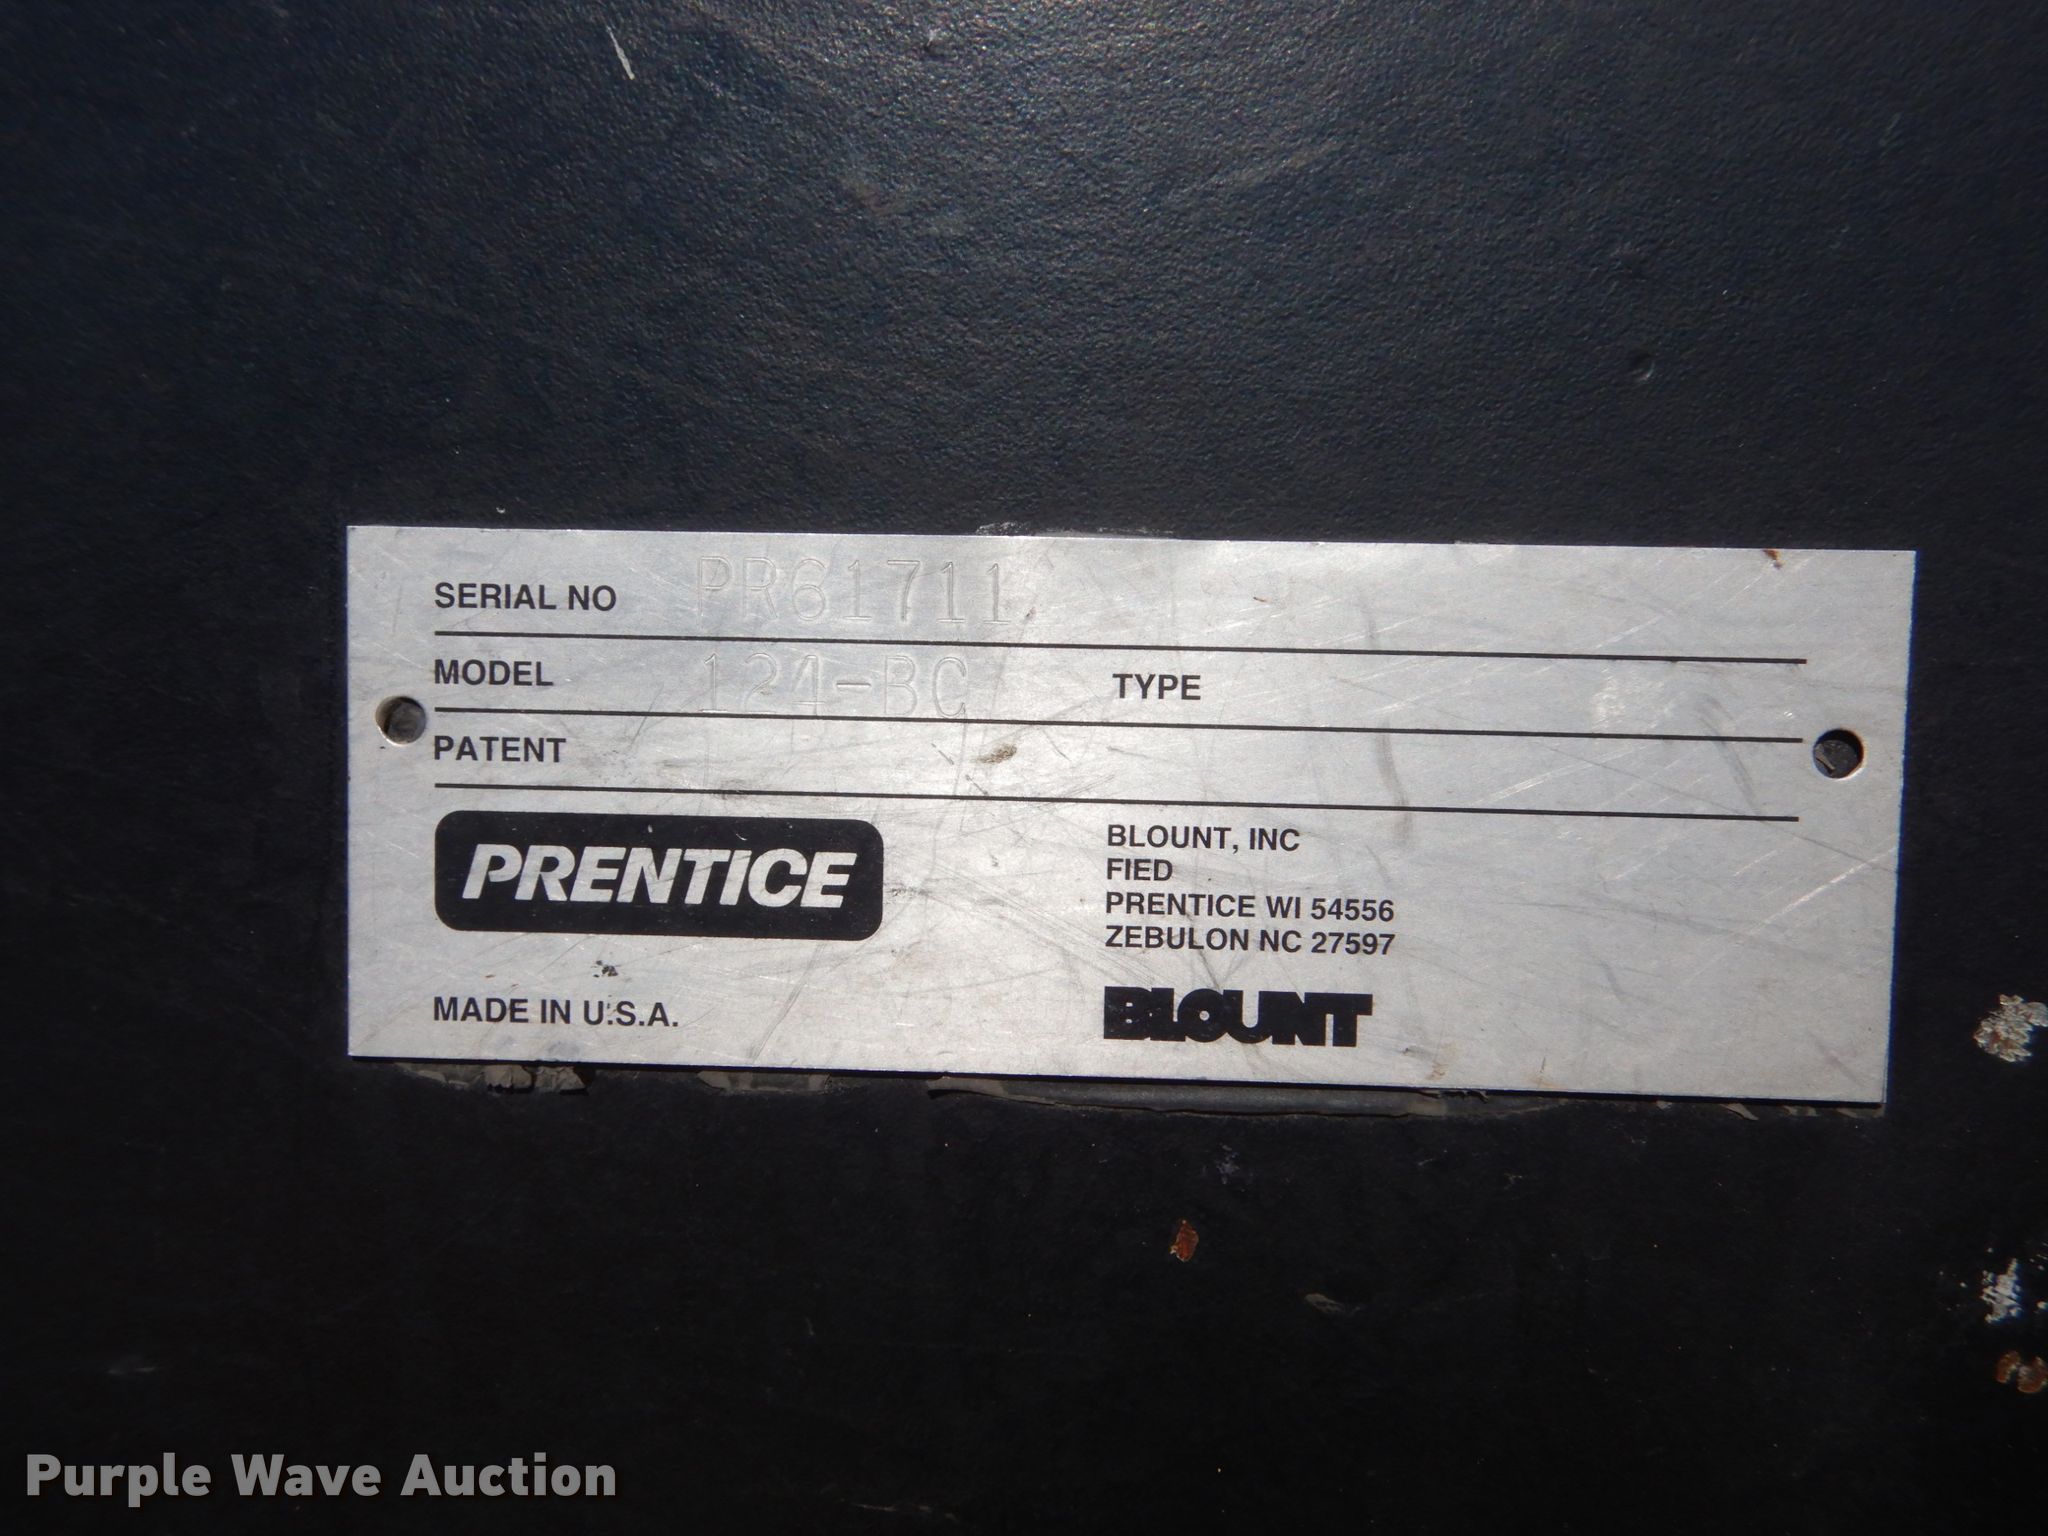 SERIAL NO PR61711
MODEL 124-BC TYPE
PATENT
PRENTICE
BLOUNT, INC
FIED
PRENTICE WI 54556
ZEBULON NC 27597
MADE IN U.S.A.
BLOUNT
Purple Wave Auction